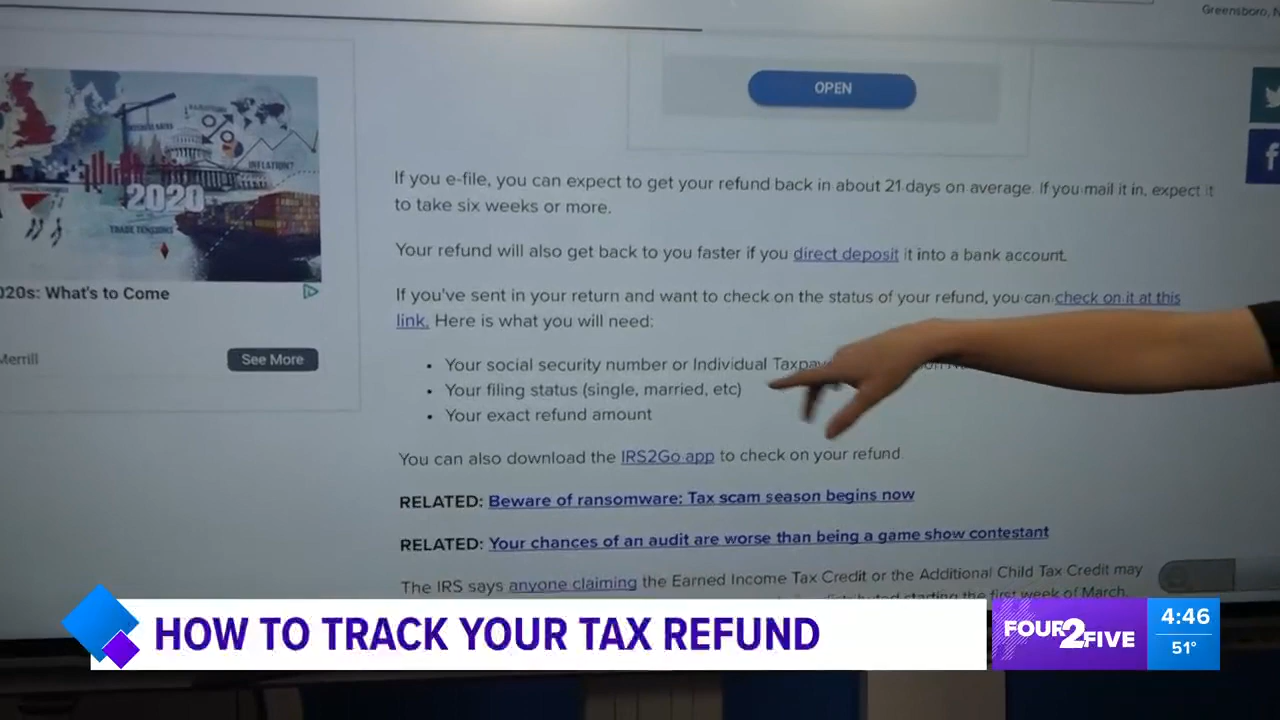 Greensboro,
OPEN
BUSINESS RATES
INFLATION?
2020
TRADE TENSIONS
020s: What's to Come
Merrill
See More
If you e-file, you can expect to get your refund back in about 21 days on average. If you mail it in, expect it
to take six weeks or more.
Your refund will also get back to you faster if you direct deposit it into a bank account.
If you've sent in your return and want to check on the status of your refund, you can check on it at this
link. Here is what you will need:
• Your social security number or Individual
• Your filing status (single, married, etc)
• Your exact refund amount
You can also download the IRS2Go app to check on your refund.
RELATED: Beware of ransomware: Tax scam season begins now
RELATED: Your chances of an audit are worse than being a game show contestant
The IRS says anyone claiming the Earned Income Tax Credit or the Additional Child Tax Credit may
starting the first week of March.
HOW TO TRACK YOUR TAX REFUND
FOUR2FIVE
4:46
51°